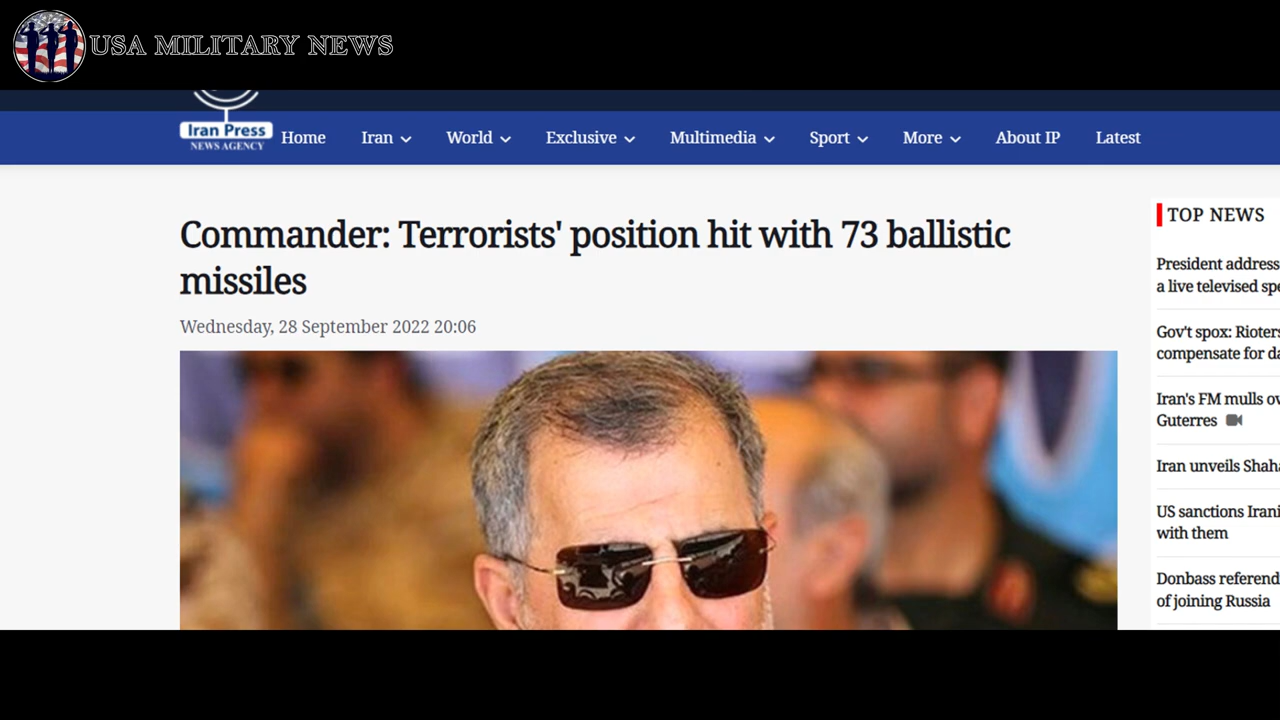 USA MILITARY NEWS
Iran Press
NEWS AGENCY
Home Iran World Exclusive Multimedia Sport More About IP Latest
Commander: Terrorists' position hit with 73 ballistic
missiles
Wednesday, 28 September 2022 20:06
TOP NEWS
President address
a live televised spe
Gov't spox: Rioters
compensate for da
Iran's FM mulls ov
Guterres
Iran unveils Shaha
US sanctions Irani
with them
Donbass referend
of joining Russia